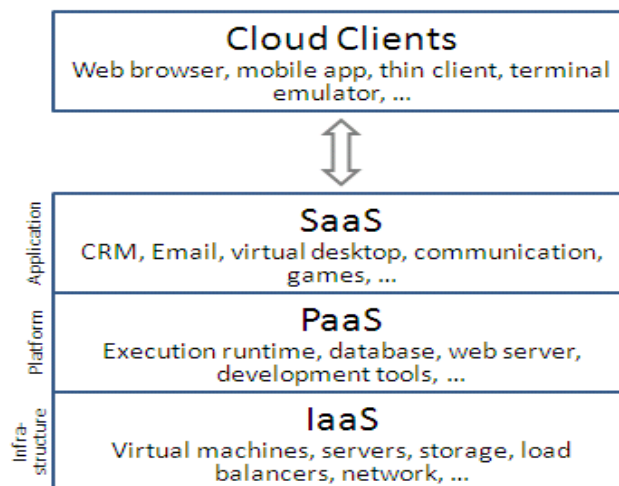 Cloud Clients
Web browser, mobile app, thin client, terminal
emulator, ...
Application
SaaS
CRM, Email, virtual desktop, communication,
games, ...
Platform
PaaS
Execution runtime, database, web server,
development tools, ...
Infra-
structure
IaaS
Virtual machines, servers, storage, load
balancers, network, ...